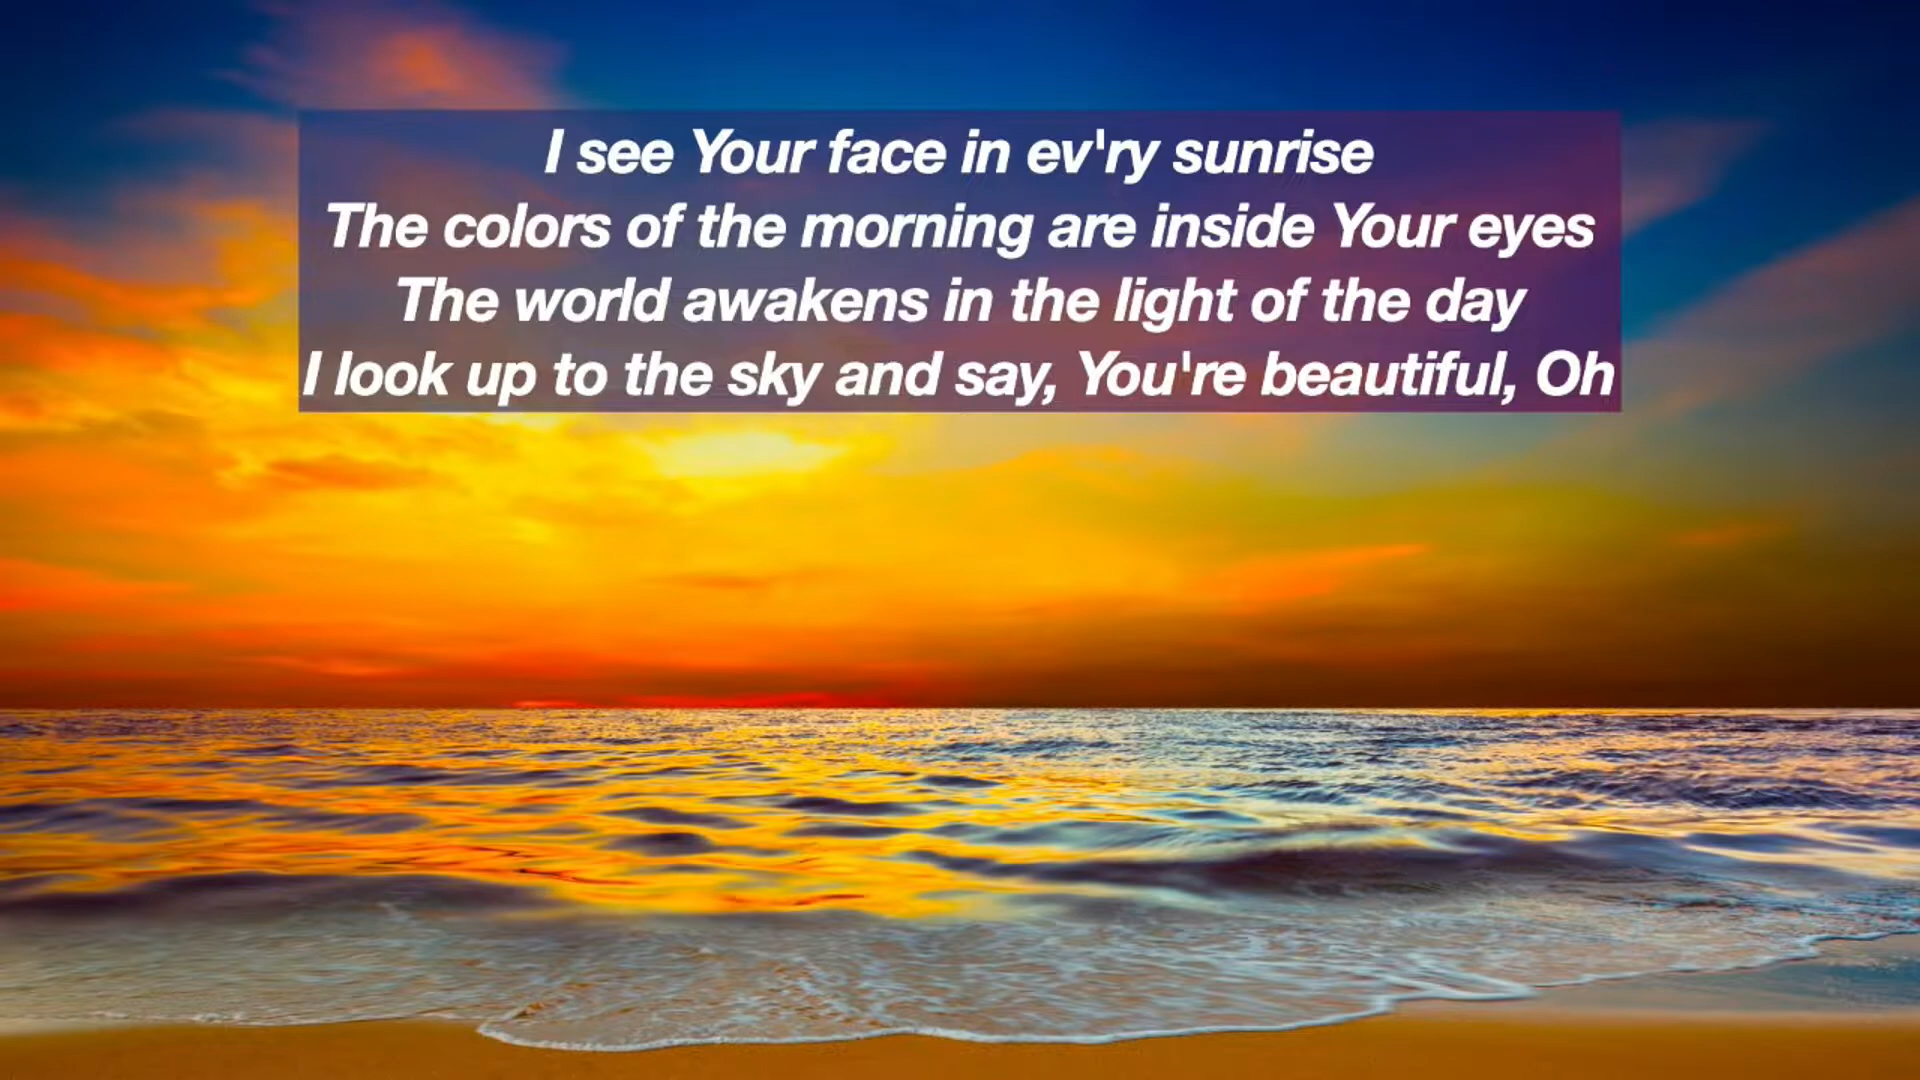 I see Your face in ev'ry sunrise
The colors of the morning are inside Your eyes
The world awakens in the light of the day
I look up to the sky and say, You're beautiful, Oh